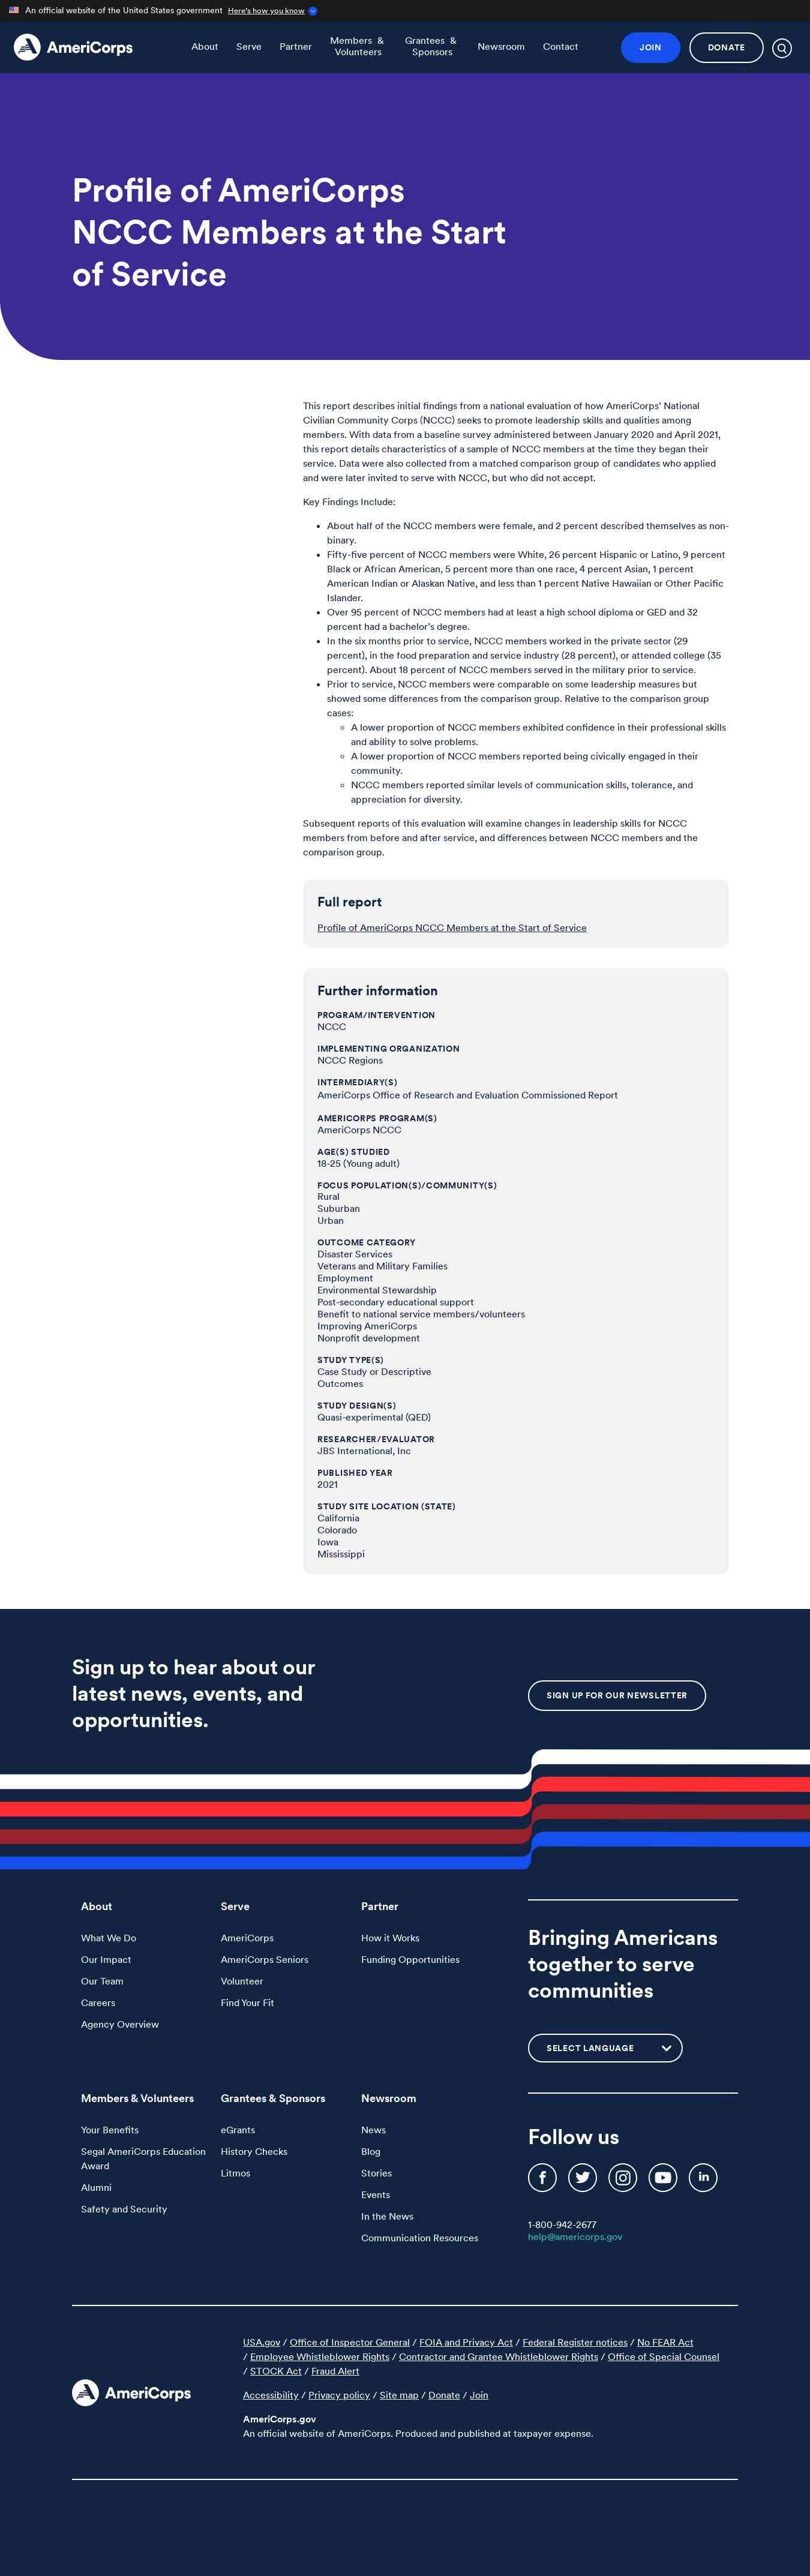 An official website of the United States government Here's how you know
AmeriCorps
About
Serve
Partner
Members &
Volunteers
Grantees &
Sponsors
Newsroom
Contact
JOIN
DONATE
Profile of AmeriCorps
NCCC Members at the Start
of Service
This report describes initial findings from a national evaluation of how AmeriCorps' National
Civilian Community Corps (NCCC) seeks to promote leadership skills and qualities among
members. With data from a baseline survey administered between January 2020 and April 2021,
this report details characteristics of a sample of NCCC members at the time they began their
service. Data were also collected from a matched comparison group of candidates who applied
and were later invited to serve with NCCC, but who did not accept.
Key Findings Include:
About half of the NCCC members were female, and 2 percent described themselves as non-
binary.
Fifty-five percent of NCCC members were White, 26 percent Hispanic or Latino, 9 percent
Black or African American, 5 percent more than one race, 4 percent Asian, 1 percent
American Indian or Alaskan Native, and less than 1 percent Native Hawaiian or Other Pacific
Islander.
Over 95 percent of NCCC members had at least a high school diploma or GED and 32
percent had a bachelor's degree.
In the six months prior to service, NCCC members worked in the private sector (29
percent), in the food preparation and service industry (28 percent), or attended college (35
percent). About 18 percent of NCCC members served in the military prior to service.
Prior to service, NCCC members were comparable on some leadership measures but
showed some differences from the comparison group. Relative to the comparison group
cases:
A lower proportion of NCCC members exhibited confidence in their professional skills
and ability to solve problems.
A lower proportion of NCCC members reported being civically engaged in their
community.
NCCC members reported similar levels of communication skills, tolerance, and
appreciation for diversity.
Subsequent reports of this evaluation will examine changes in leadership skills for NCCC
members from before and after service, and differences between NCCC members and the
comparison group.
Full report
Profile of AmeriCorps NCCC Members at the Start of Service
Further information
PROGRAM/INTERVENTION
NCCC
IMPLEMENTING ORGANIZATION
NCCC Regions
INTERMEDIARY(S)
AmeriCorps Office of Research and Evaluation Commissioned Report
AMERICORPS PROGRAM(S)
AmeriCorps NCCC
AGE(S) STUDIED
18-25 (Young adult)
FOCUS POPULATION(S)/COMMUNITY(S)
Rural
Suburban
Urban
OUTCOME CATEGORY
Disaster Services
Veterans and Military Families
Employment
Environmental Stewardship
Post-secondary educational support
Benefit to national service members/volunteers
Improving AmeriCorps
Nonprofit development
STUDY TYPE(S)
Case Study or Descriptive
Outcomes
STUDY DESIGN(S)
Quasi-experimental (QED)
RESEARCHER/EVALUATOR
JBS International, Inc
PUBLISHED YEAR
2021
STUDY SITE LOCATION (STATE)
California
Colorado
Iowa
Mississippi
Sign up to hear about our
latest news, events, and
opportunities.
SIGN UP FOR OUR NEWSLETTER
About
What We Do
Our Impact
Our Team
Careers
Agency Overview
Serve
AmeriCorps
AmeriCorps Seniors
Volunteer
Find Your Fit
Partner
How it Works
Funding Opportunities
Members & Volunteers
Your Benefits
Segal AmeriCorps Education
Award
Alumni
Safety and Security
Grantees & Sponsors
eGrants
History Checks
Litmos
Newsroom
News
Blog
Stories
Events
In the News
Communication Resources
Bringing Americans
together to serve
communities
SELECT LANGUAGE
Follow us
1-800-942-2677
help@americorps.gov
AmeriCorps
USA.gov / Office of Inspector General / FOIA and Privacy Act / Federal Register notices / No FEAR Act
/ Employee Whistleblower Rights / Contractor and Grantee Whistleblower Rights / Office of Special Counsel
/ STOCK Act / Fraud Alert
Accessibility / Privacy policy / Site map / Donate / Join
AmeriCorps.gov
An official website of AmeriCorps. Produced and published at taxpayer expense.